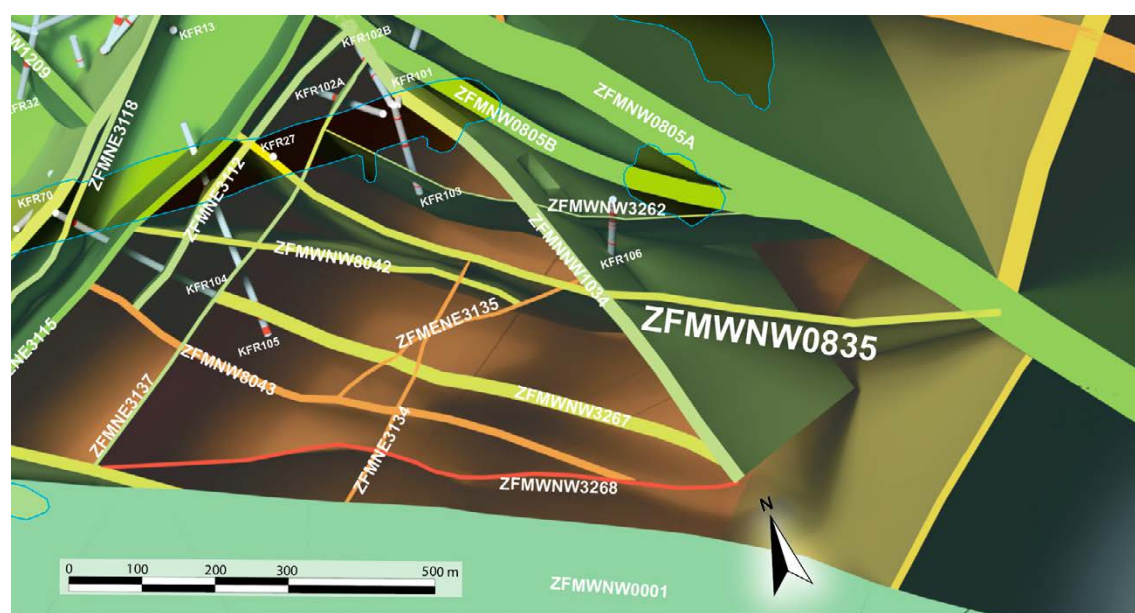 KFR13
KFR102B
W1209
KFR101
KFR102A
KFR32
ZFMNE3118
ZFMNW0805B
ZFMNW0805A
KFR27
ZFMNE3112
KFR103
KFR70
ZFMWNW3262
ZFMNNW1034
KFR106
ZFMWNW8042
KFR104
ZFMENE3135
ZFMWNW0835
KFR105
NE3115
ZFMNW8043
ZFMNE3137
ZFMWNW3267
ZFMNE3134
ZFMWNW3268
N
0 100 200 300 500 m
ZFMWNW0001